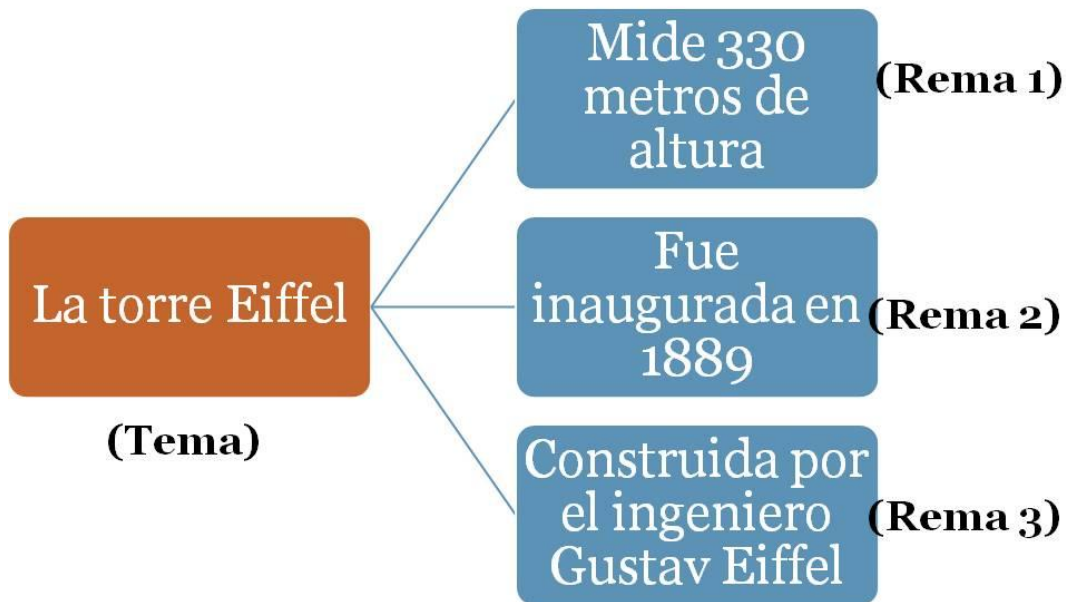 Mide 330
metros de
altura
(Rema 1)
La torre Eiffel
(Tema)
Fue
inaugurada en
1889
(Rema 2)
Construida por
el ingeniero
Gustav Eiffel
(Rema 3)